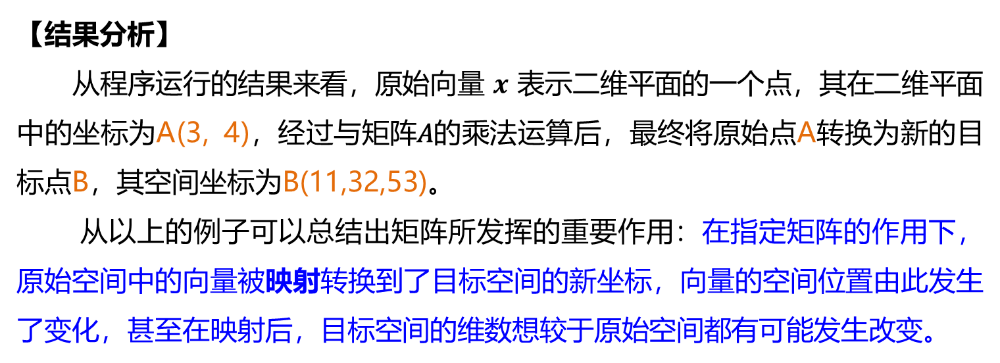 【结果分析】
从程序运行的结果来看，原始向量 x 表示二维平面的一个点，其在二维平面
中的坐标为A(3, 4)，经过与矩阵A的乘法运算后，最终将原始点A转换为新的目
标点B，其空间坐标为B(11,32,53)。
从以上的例子可以总结出矩阵所发挥的重要作用：在指定矩阵的作用下，
原始空间中的向量被映射转换到了目标空间的新坐标，向量的空间位置由此发生
了变化，甚至在映射后，目标空间的维数想较于原始空间都有可能发生改变。